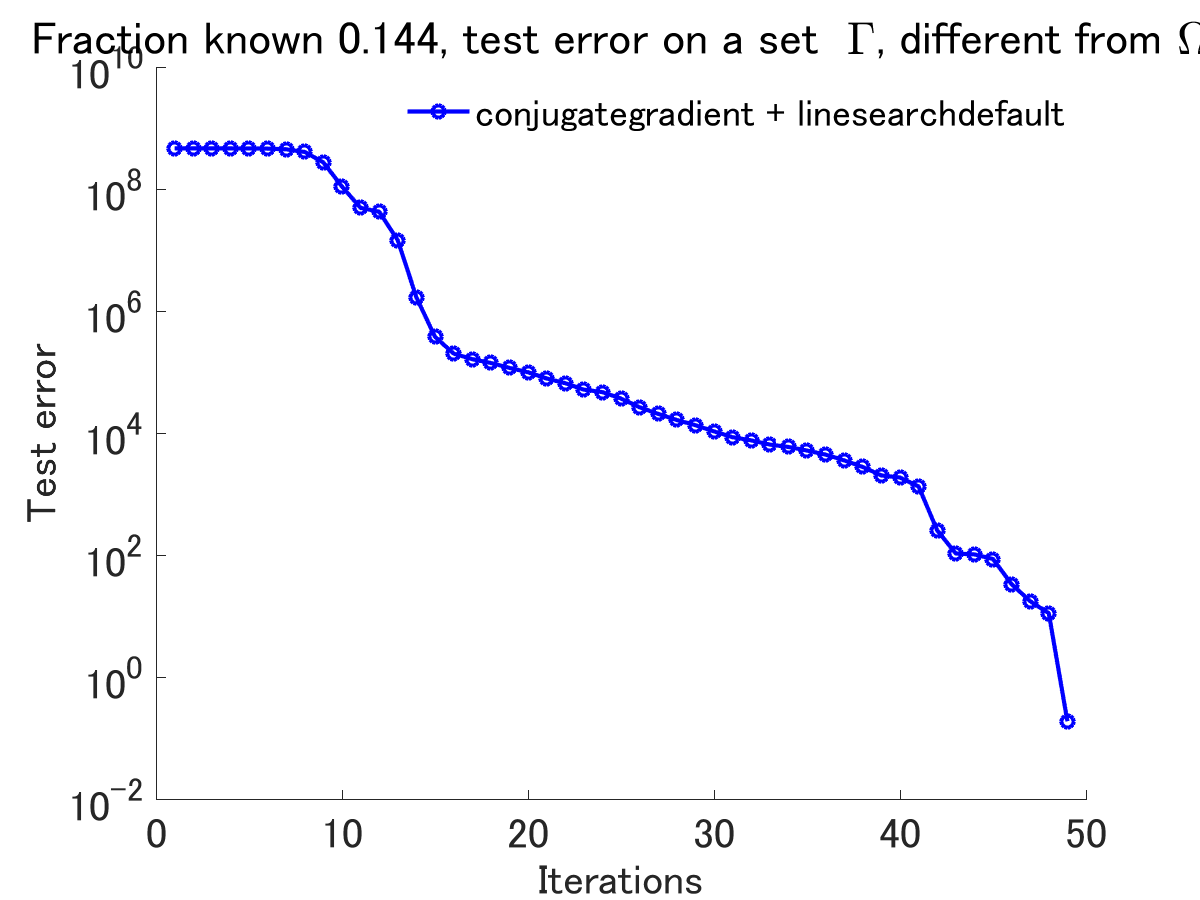 Fraction known 0.144, test error on a set Γ, different from Ω
10^10
conjugategradient + linesearchdefault
10^8
10^6
10^4
10^2
10^0
10^−2
Test error
0 10 20 30 40 50
Iterations